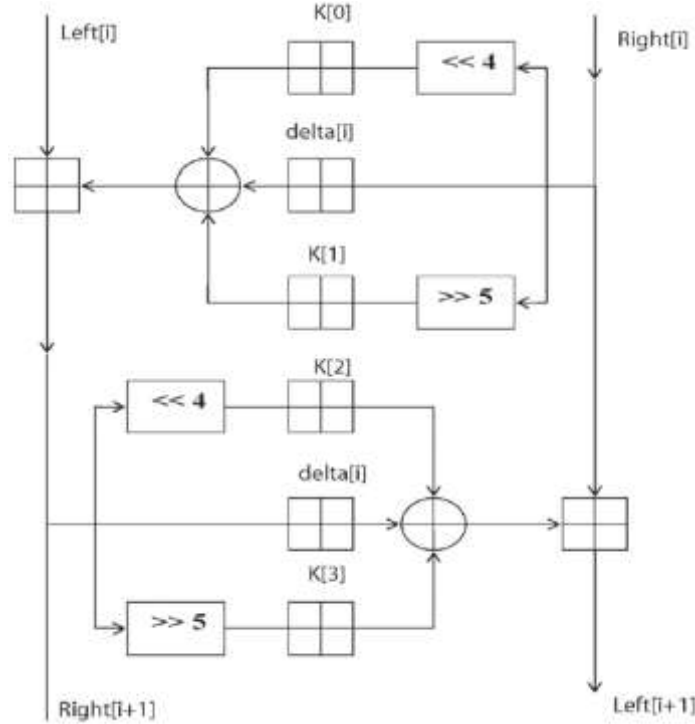 K[0]
Left[i]
Right[i]
<< 4
delta[i]
K[1]
>> 5
K[2]
<< 4
delta[i]
K[3]
>> 5
Right[i+1]
Left[i+1]